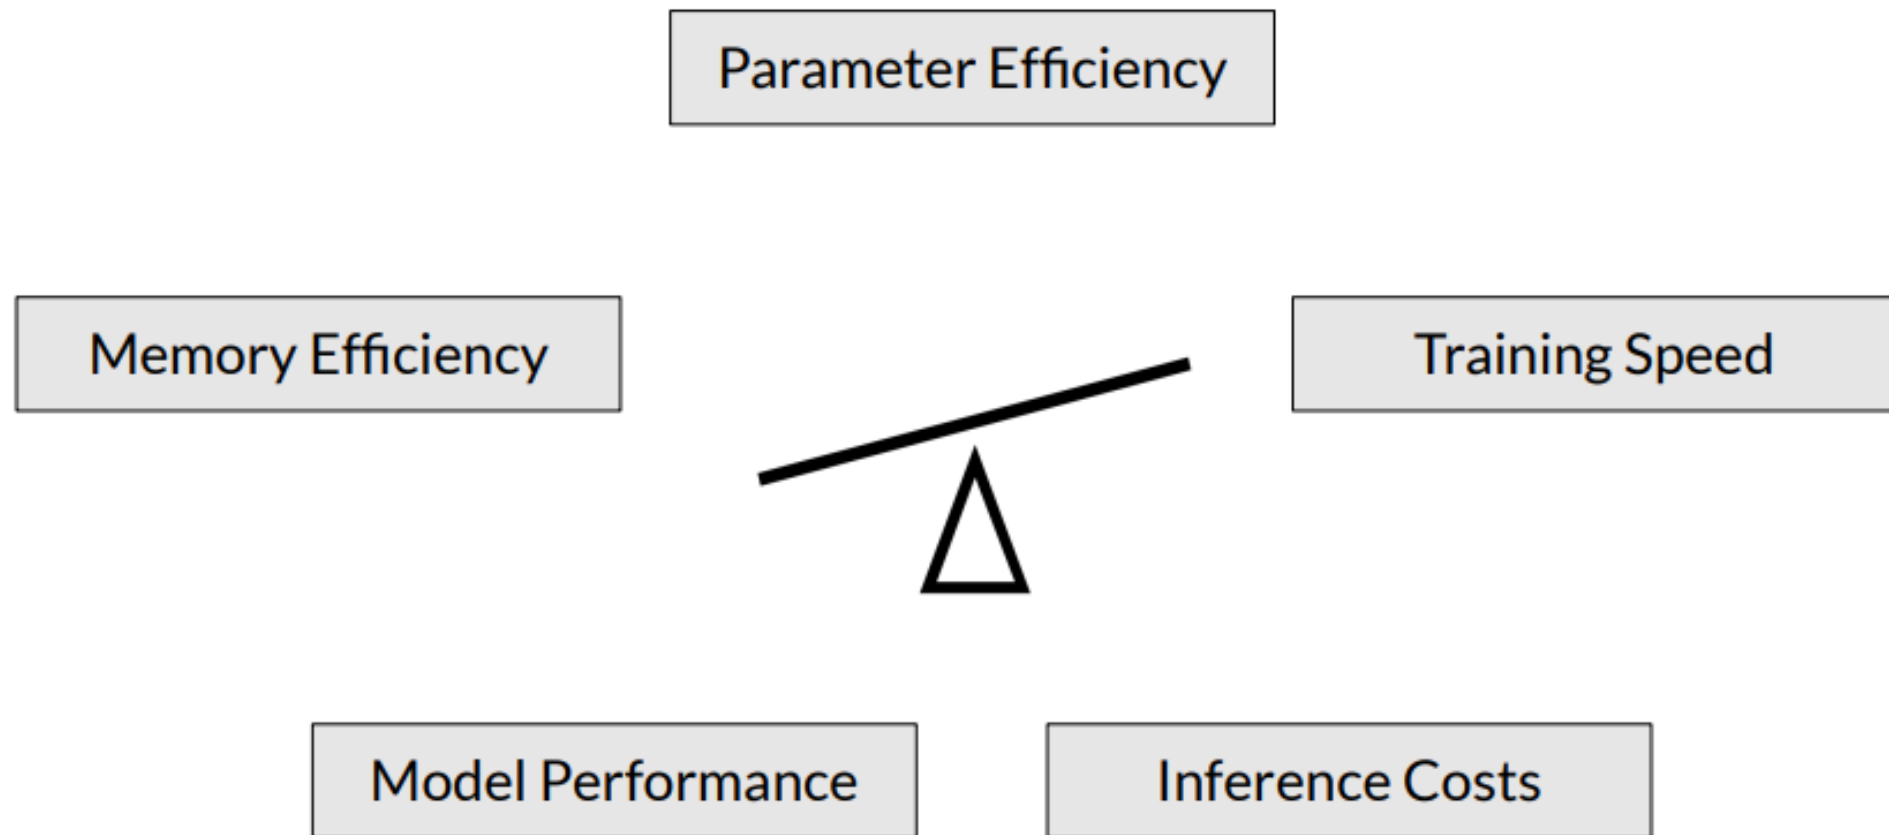 Parameter Efficiency
Memory Efficiency
Training Speed
Model Performance
Inference Costs